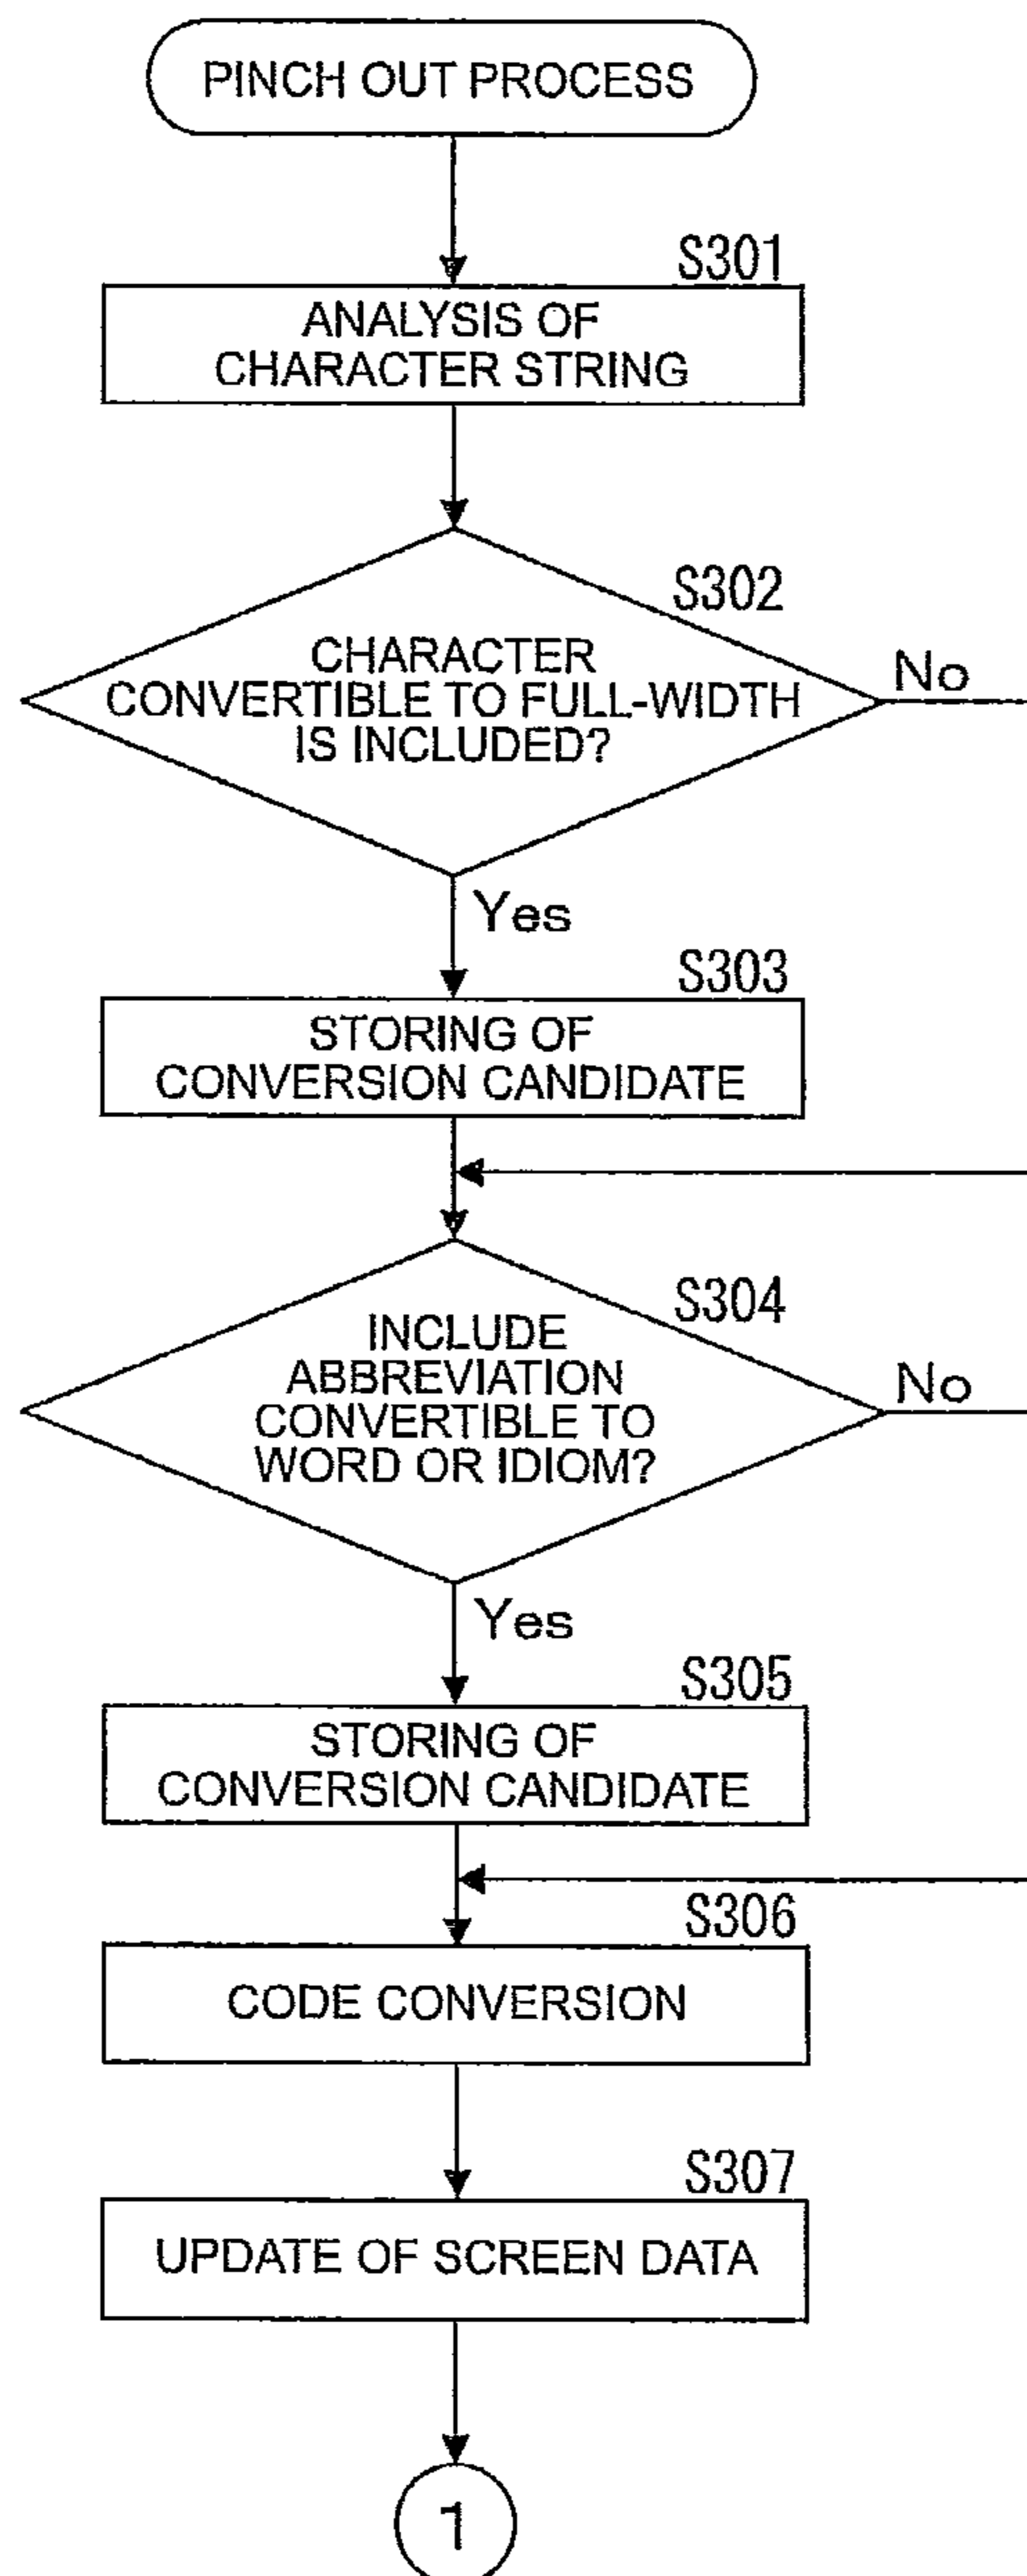 PINCH OUT PROCESS
S301
ANALYSIS OF
CHARACTER STRING
S302
CHARACTER
CONVERTIBLE TO FULL-WIDTH
IS INCLUDED?
No
Yes
S303
STORING OF
CONVERSION CANDIDATE
S304
INCLUDE
ABBREVIATION
CONVERTIBLE TO
WORD OR IDIOM?
No
Yes
S305
STORING OF
CONVERSION CANDIDATE
S306
CODE CONVERSION
S307
UPDATE OF SCREEN DATA
1